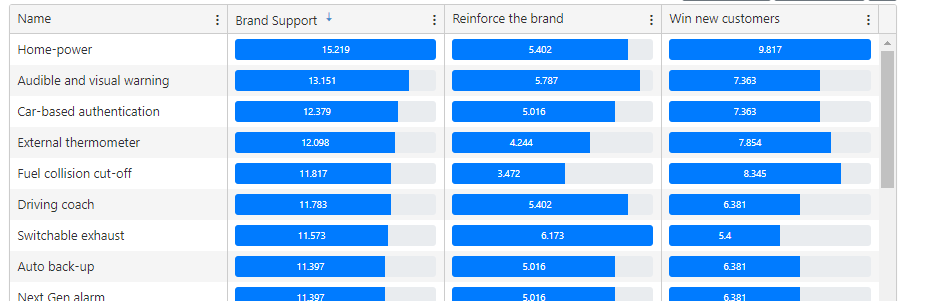 Name Brand Support Reinforce the brand Win new customers
Home-power 15.219 5.402 9.817
Audible and visual warning 13.151 5.787 7.363
Car-based authentication 12.379 5.016 7.363
External thermometer 12.098 4.244 7.854
Fuel collision cut-off 11.817 3.472 8.345
Driving coach 11.783 5.402 6.381
Switchable exhaust 11.573 6.173 5.4
Auto back-up 11.397 5.016 6.381
Next Gen alarm 11.397 5.016 6.381